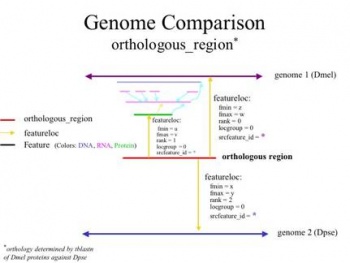 Genome Comparison
orthologous_region*
genome 1 (Dmel)
featureloc:
fmin = z
fmax = w
rank = 0
locgroup = 0
srcfeature_id = *
featureloc:
fmin = u
fmax = v
rank = 1
locgroup = 0
srcfeature_id = *
orthologous_region
featureloc
Feature (Colors: DNA, RNA, Protein)
orthologous region
featureloc:
fmin = x
fmax = y
rank = 2
locgroup = 0
srcfeature_id = *
genome 2 (Dpse)
*orthology determined by tblastn
of Dmel proteins against Dpse